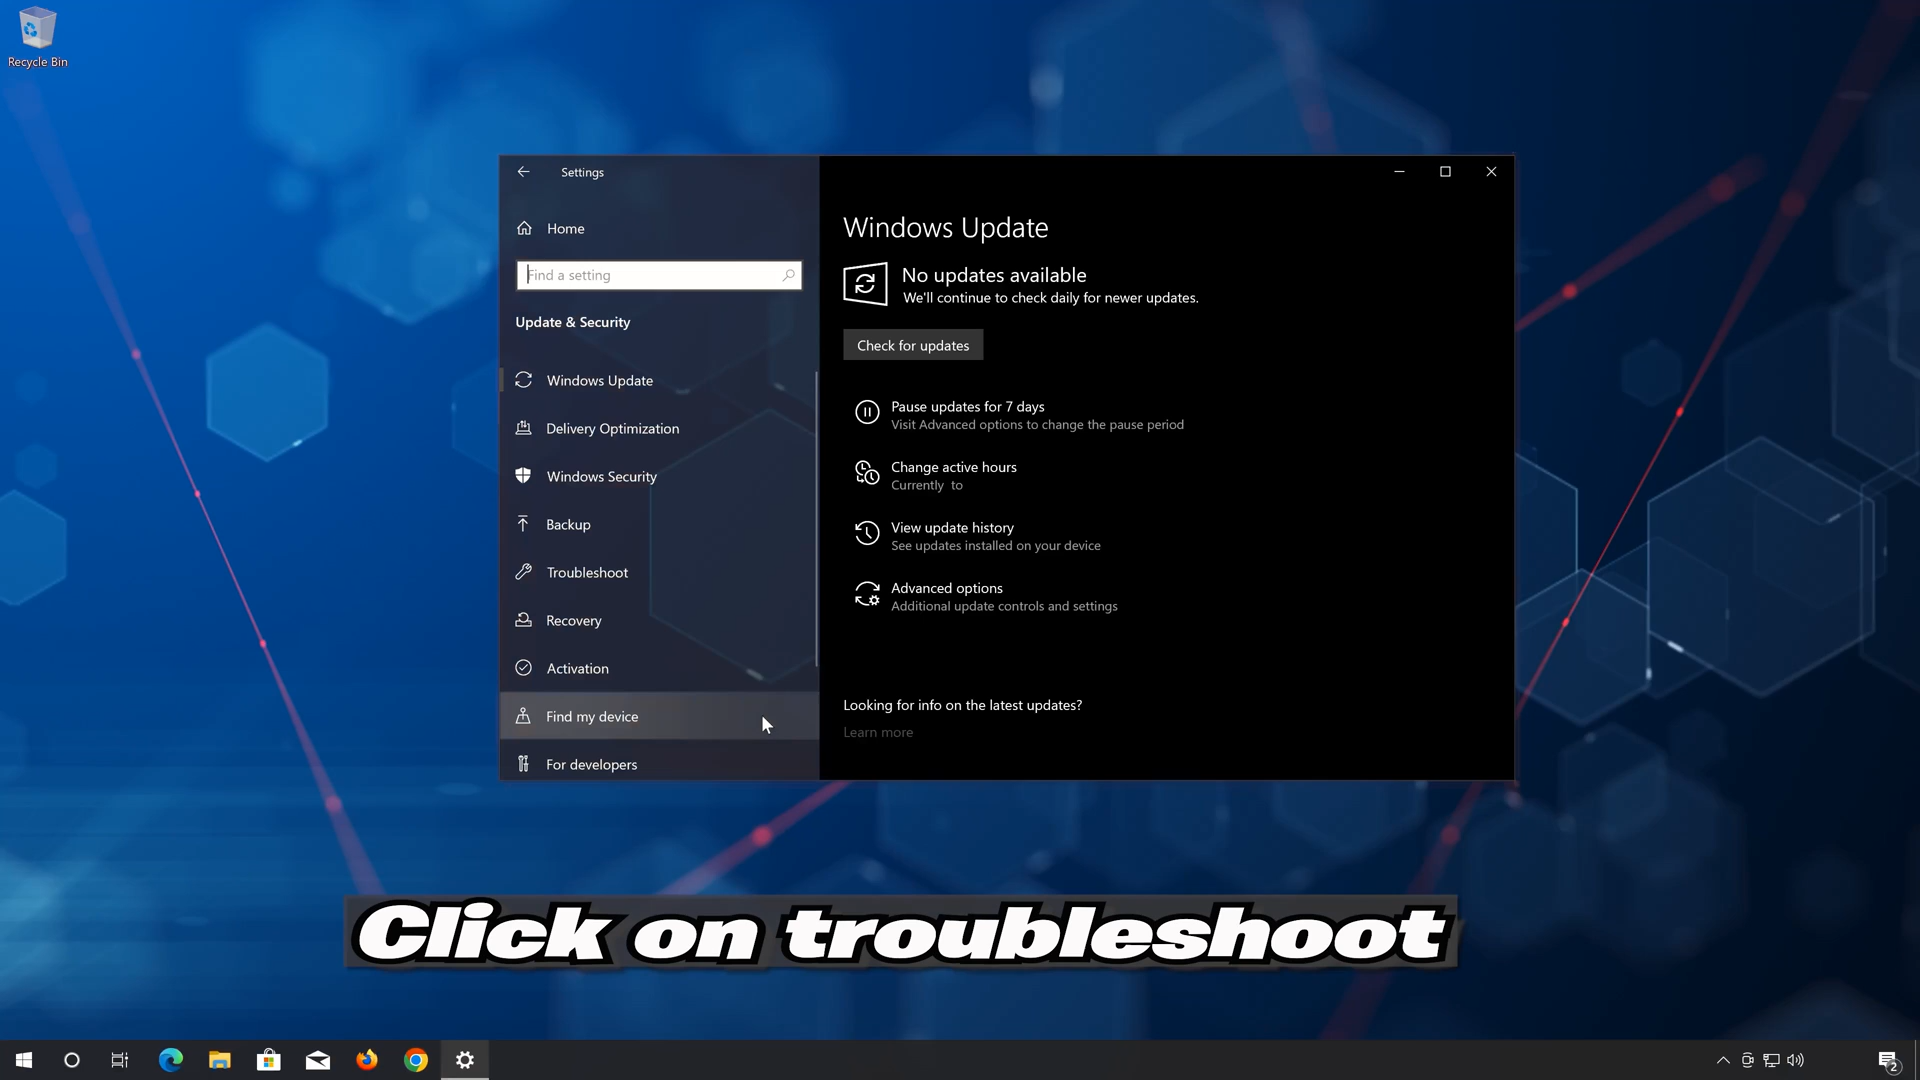 Recycle Bin
Settings
Home
Find a setting
Update & Security
Windows Update
Delivery Optimization
Windows Security
Backup
Troubleshoot
Recovery
Activation
Find my device
For developers
Windows Update
No updates available
We'll continue to check daily for newer updates.
Check for updates
Pause updates for 7 days
Visit Advanced options to change the pause period
Change active hours
Currently  to
View update history
See updates installed on your device
Advanced options
Additional update controls and settings
Looking for info on the latest updates?
Learn more
Click on troubleshoot
2